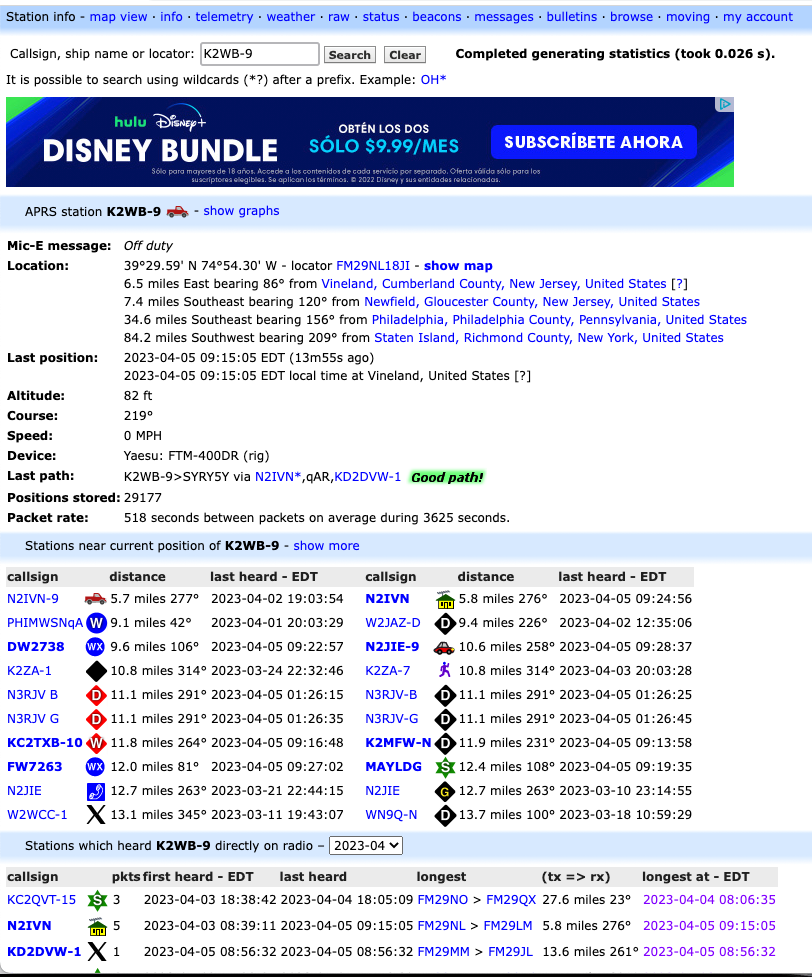 Station info - map view · info · telemetry · weather · raw · status · beacons · messages · bulletins · browse · moving · my account
Callsign, ship name or locator: K2WB-9 Search Clear Completed generating statistics (took 0.026 s).
It is possible to search using wildcards (*?) after a prefix. Example: OH*
hulu Disney+
DISNEY BUNDLE
OBTÉN LOS DOS
SÓLO $9.99/MES
SUBSCRÍBETE AHORA
Sólo para mayores de 18 años. Accede a los contenidos de cada servicio por separado. Oferta válida sólo para los
suscriptores elegibles. Se aplican los términos. © 2022 Disney y sus entidades relacionadas.
APRS station K2WB-9 - show graphs
Mic-E message: Off duty
Location: 39°29.59' N 74°54.30' W - locator FM29NL18JI - show map
6.5 miles East bearing 86° from Vineland, Cumberland County, New Jersey, United States [?]
7.4 miles Southeast bearing 120° from Newfield, Gloucester County, New Jersey, United States
34.6 miles Southeast bearing 156° from Philadelphia, Philadelphia County, Pennsylvania, United States
84.2 miles Southwest bearing 209° from Staten Island, Richmond County, New York, United States
Last position: 2023-04-05 09:15:05 EDT (13m55s ago)
2023-04-05 09:15:05 EDT local time at Vineland, United States [?]
Altitude: 82 ft
Course: 219°
Speed: 0 MPH
Device: Yaesu: FTM-400DR (rig)
Last path: K2WB-9>SYRY5Y via N2IVN*,qAR,KD2DVW-1 Good path!
Positions stored: 29177
Packet rate: 518 seconds between packets on average during 3625 seconds.
Stations near current position of K2WB-9 - show more
callsign distance last heard - EDT callsign distance last heard - EDT
N2IVN-9 5.7 miles 277° 2023-04-02 19:03:54 N2IVN 5.8 miles 276° 2023-04-05 09:24:56
PHIMWSNqA W 9.1 miles 42° 2023-04-01 20:03:29 W2JAZ-D D 9.4 miles 226° 2023-04-02 12:35:06
DW2738 WX 9.6 miles 106° 2023-04-05 09:22:57 N2JIE-9 10.6 miles 258° 2023-04-05 09:28:37
K2ZA-1 10.8 miles 314° 2023-03-24 22:32:46 K2ZA-7 10.8 miles 314° 2023-04-03 20:03:28
N3RJV B D 11.1 miles 291° 2023-04-05 01:26:15 N3RJV-B D 11.1 miles 291° 2023-04-05 01:26:25
N3RJV G D 11.1 miles 291° 2023-04-05 01:26:35 N3RJV-G D 11.1 miles 291° 2023-04-05 01:26:45
KC2TXB-10 W 11.8 miles 264° 2023-04-05 09:16:48 K2MFW-N D 11.9 miles 231° 2023-04-05 09:13:58
FW7263 WX 12.0 miles 81° 2023-04-05 09:27:02 MAYLDG S 12.4 miles 108° 2023-04-05 09:19:35
N2JIE 12.7 miles 263° 2023-03-21 22:44:15 N2JIE G 12.7 miles 263° 2023-03-10 23:14:55
W2WCC-1 X 13.1 miles 345° 2023-03-11 19:43:07 WN9Q-N D 13.7 miles 100° 2023-03-18 10:59:29
Stations which heard K2WB-9 directly on radio – 2023-04
callsign pkts first heard - EDT last heard longest (tx => rx) longest at - EDT
KC2QVT-15 S 3 2023-04-03 18:38:42 2023-04-04 18:05:09 FM29NO > FM29QX 27.6 miles 23° 2023-04-04 08:06:35
N2IVN 5 2023-04-03 08:39:11 2023-04-05 09:15:05 FM29NL > FM29LM 5.8 miles 276° 2023-04-05 09:15:05
KD2DVW-1 X 1 2023-04-05 08:56:32 2023-04-05 08:56:32 FM29MM > FM29JL 13.6 miles 261° 2023-04-05 08:56:32